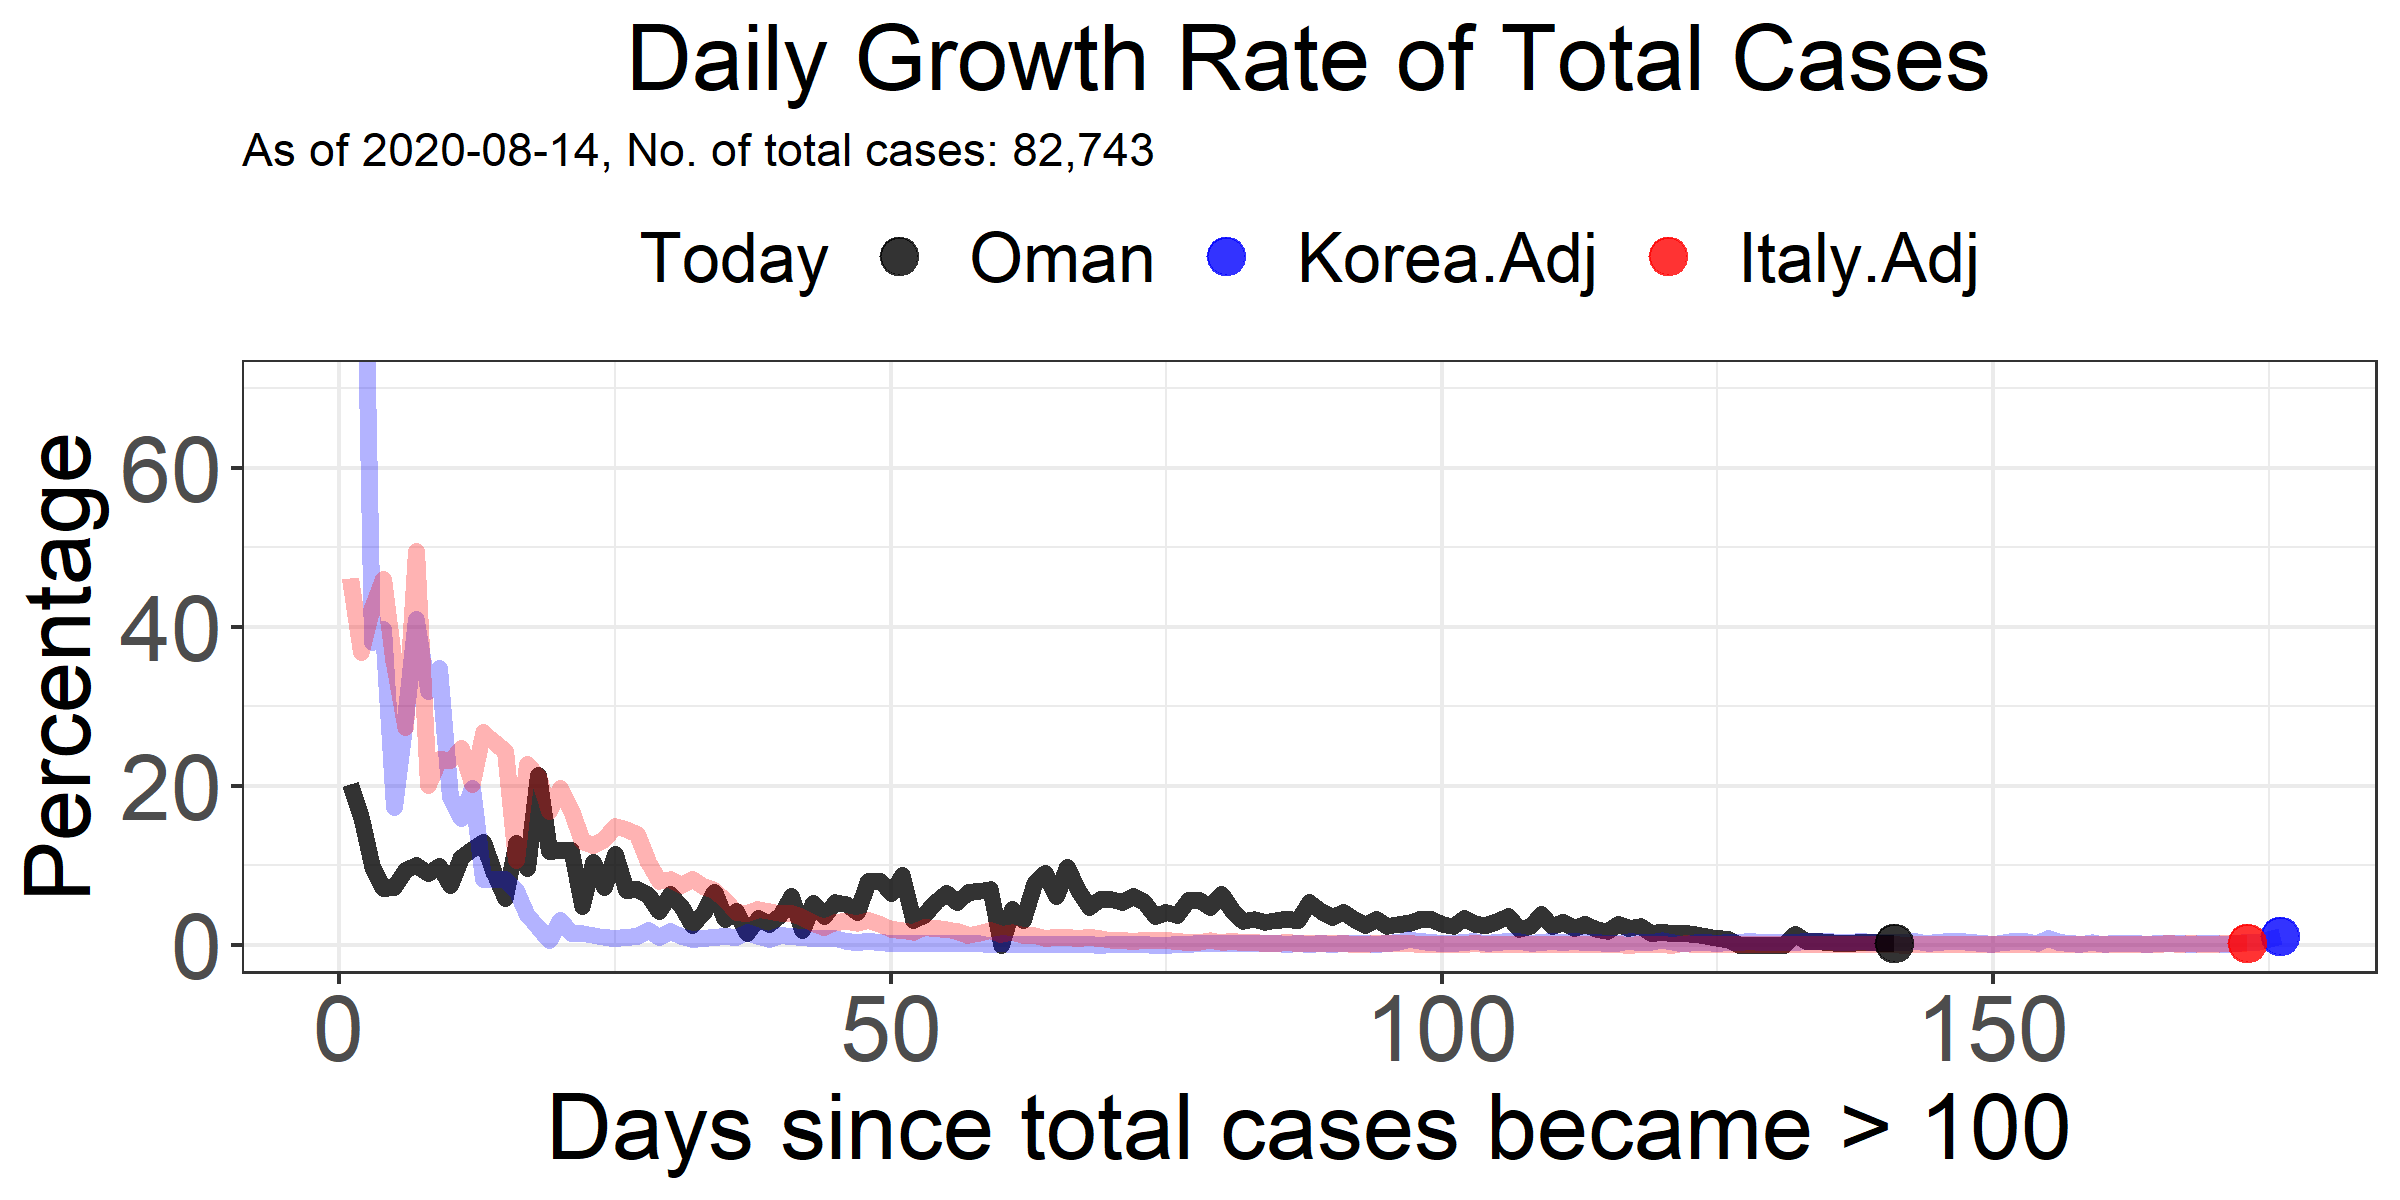 Daily Growth Rate of Total Cases
As of 2020-08-14, No. of total cases: 82,743
Today Oman Korea.Adj Italy.Adj
Percentage
60
40
20
0
0 50 100 150
Days since total cases became > 100